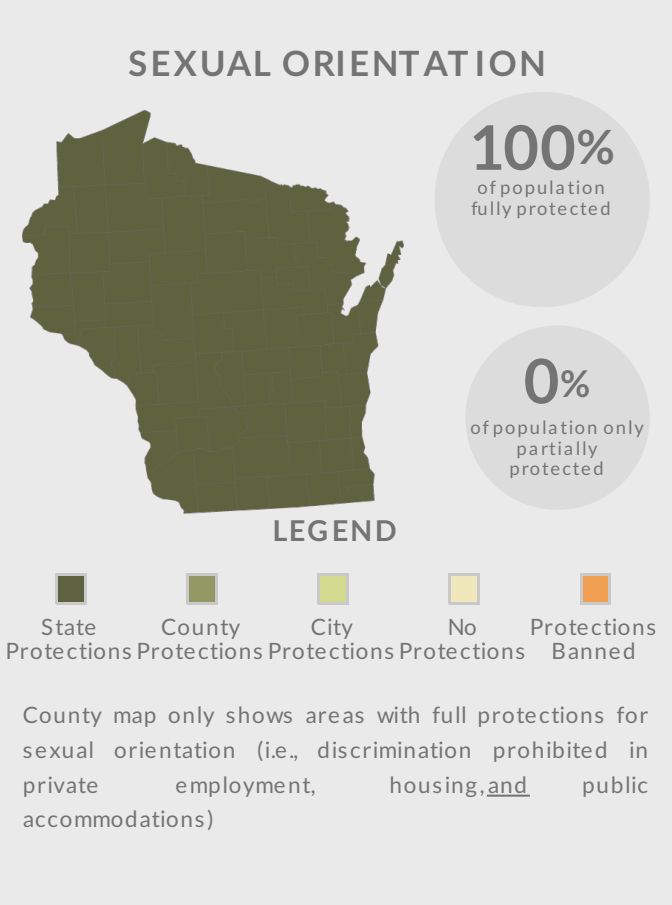 SEXUAL ORIENTATION
100%
of population
fully protected
0%
of population only
partially
protected
LEGEND
State
Protections
County
Protections
City
Protections
No
Protections
Protections
Banned
County map only shows areas with full protections for
sexual orientation (i.e., discrimination prohibited in
private employment, housing, and public
accommodations)